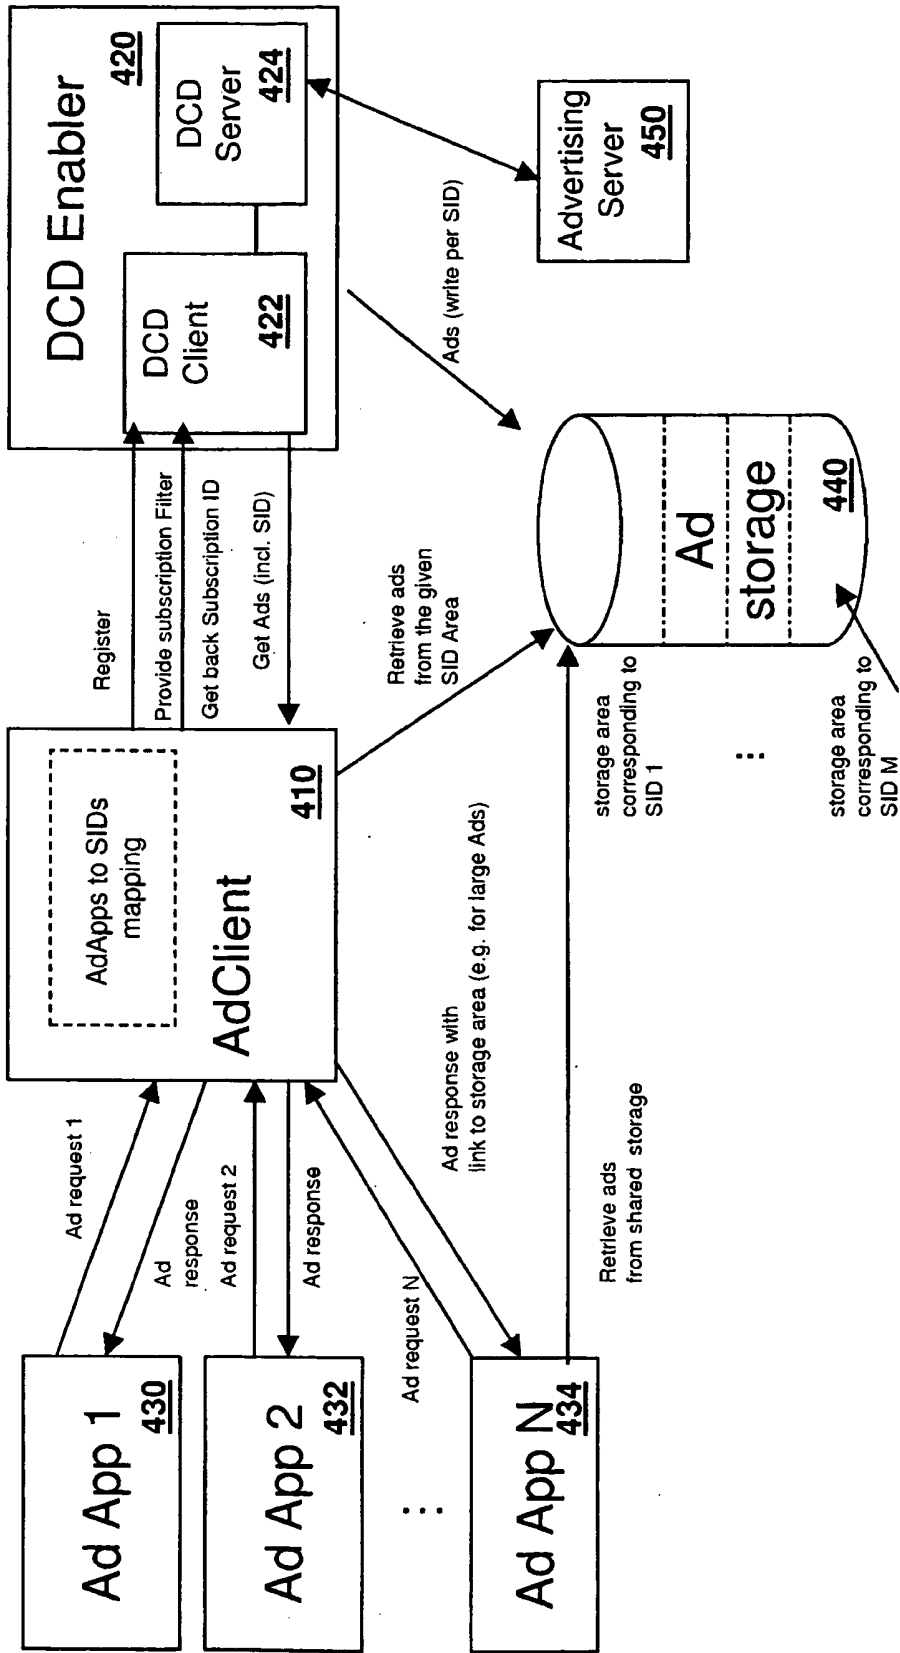 Ad App 1
430
Ad App 2
432
⋮
Ad App N
434
Ad request 1
Ad
response
Ad request 2
Ad response
Ad request N
Ad response with
link to storage area (e.g. for large Ads)
Retrieve ads
from shared storage
AdApps to SIDs
mapping
AdClient
410
Register
Provide subscription Filter
Get back Subscription ID
Get Ads (incl. SID)
Retrieve ads
from the given
SID Area
DCD Enabler
420
DCD
Client
422
DCD
Server
424
Ads (write per SID)
Advertising
Server
450
Ad
storage
440
storage area
corresponding to
SID 1
⋮
storage area
corresponding to
SID M